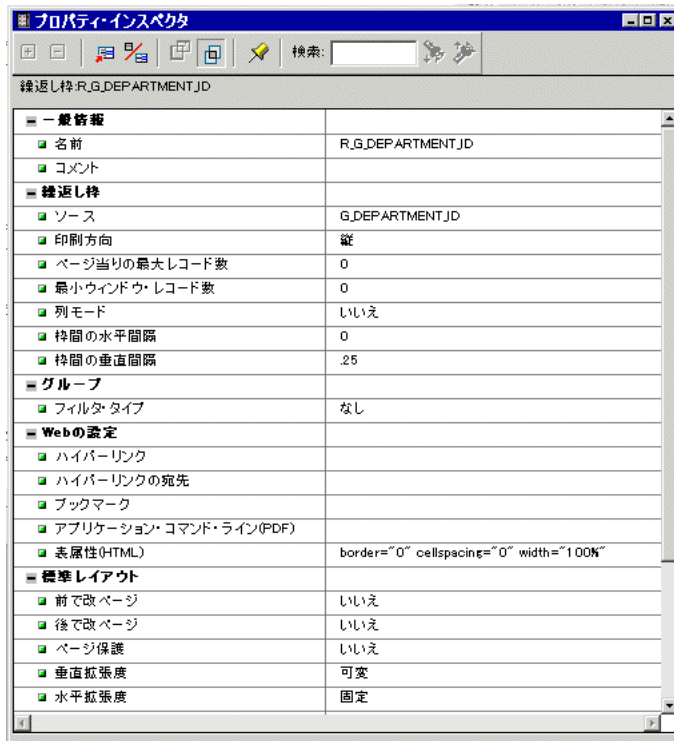 プロパティ・インスペクタ
検索:
繰返し枠:R_G_DEPARTMENT_ID
一般情報
名前 R_G_DEPARTMENT_ID
コメント
繰返し枠
ソース G_DEPARTMENT_ID
印刷方向 縦
ページ当りの最大レコード数 0
最小ウィンドウ・レコード数 0
列モード いいえ
枠間の水平間隔 0
枠間の垂直間隔 .25
グループ
フィルタ・タイプ なし
Webの設定
ハイパーリンク
ハイパーリンクの宛先
ブックマーク
アプリケーション・コマンド・ライン(PDF)
表属性(HTML) border="0" cellspacing="0" width="100%"
標準レイアウト
前で改ページ いいえ
後で改ページ いいえ
ページ保護 いいえ
垂直拡張度 可変
水平拡張度 固定